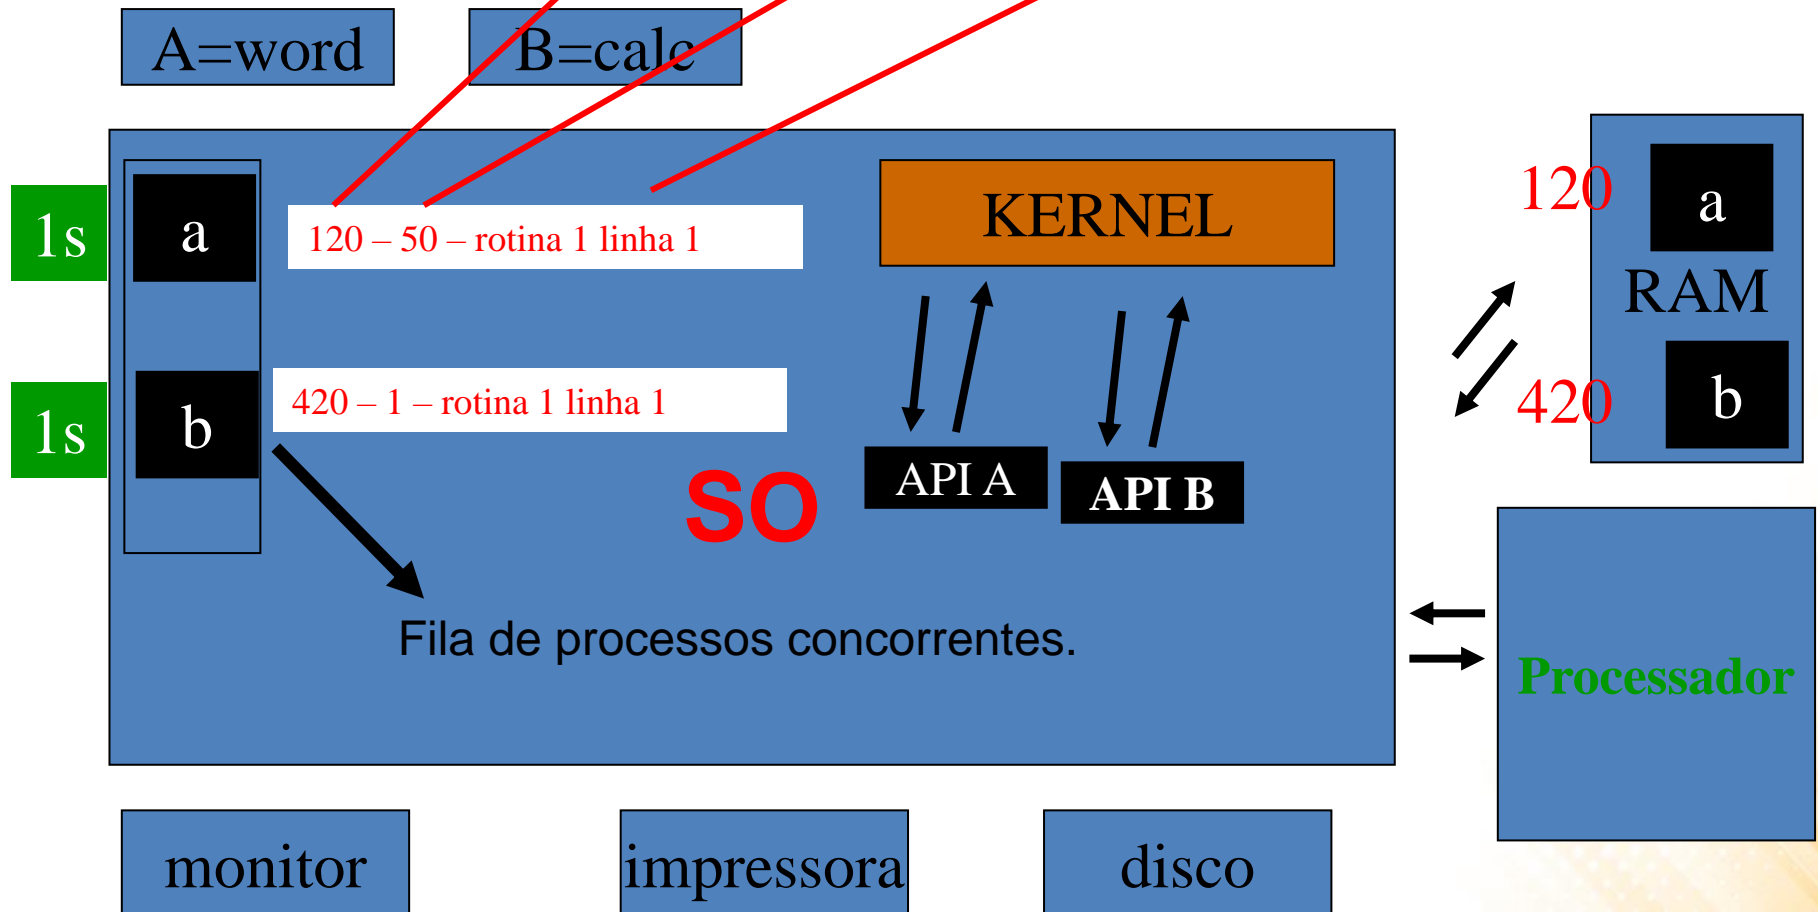 A=word
B=calc
1s
a
120 – 50 – rotina 1 linha 1
KERNEL
120
a
RAM
1s
b
420 – 1 – rotina 1 linha 1
420
b
SO
API A
API B
Fila de processos concorrentes.
Processador
monitor
impressora
disco